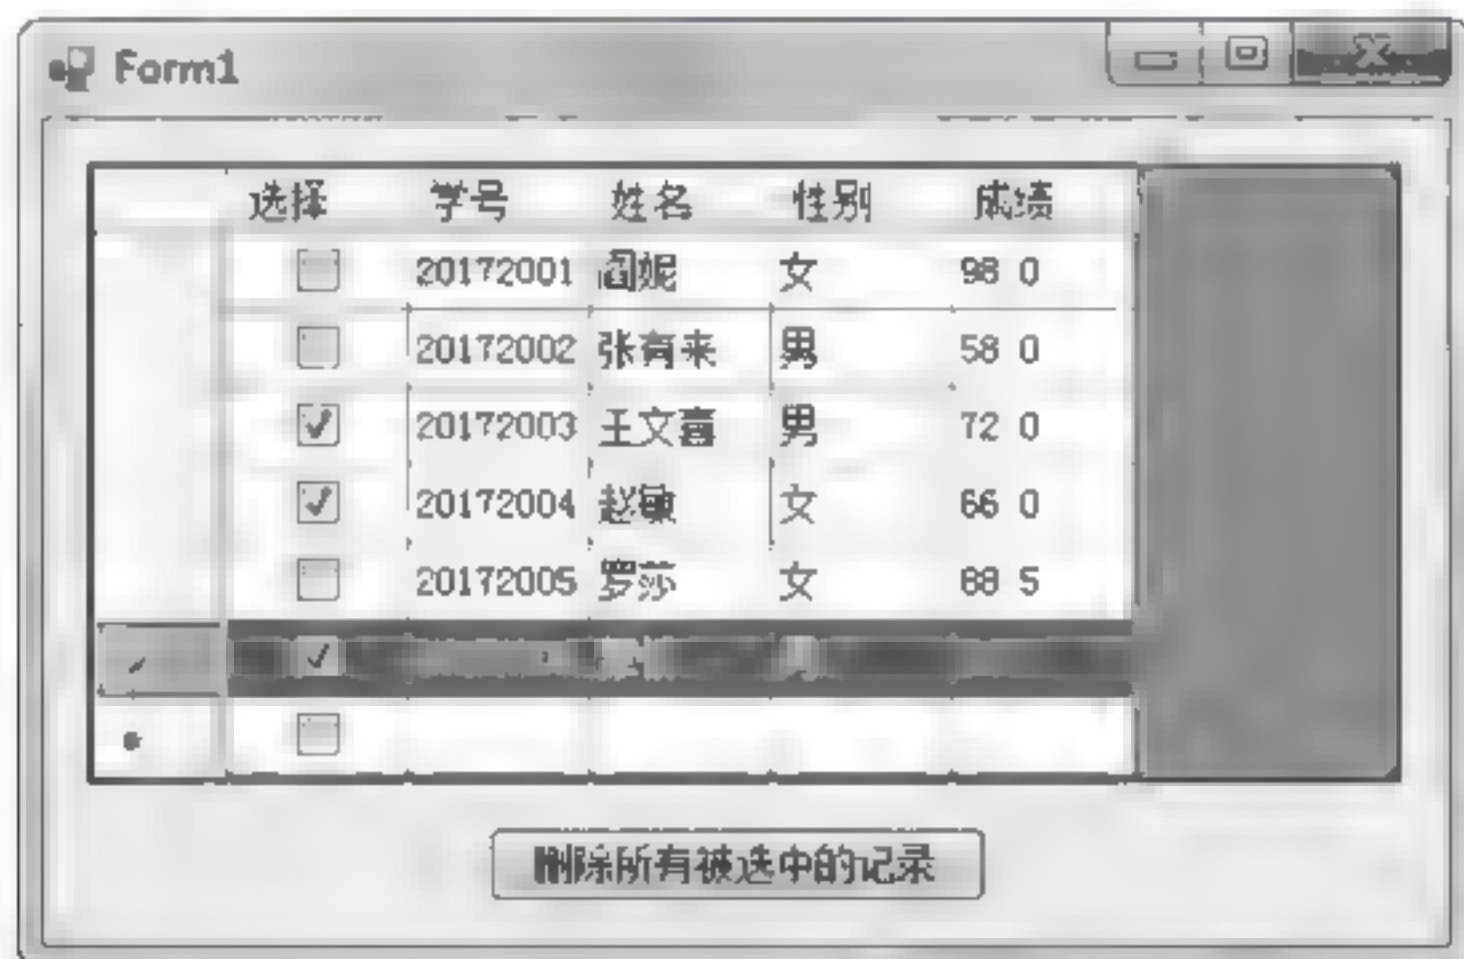 Form1
选择 学号 姓名 性别 成绩
20172001 阎妮 女 98 0
20172002 张有来 男 58 0
20172003 王文喜 男 72 0
20172004 赵敏 女 66 0
20172005 罗莎 女 88 5
删除所有被选中的记录